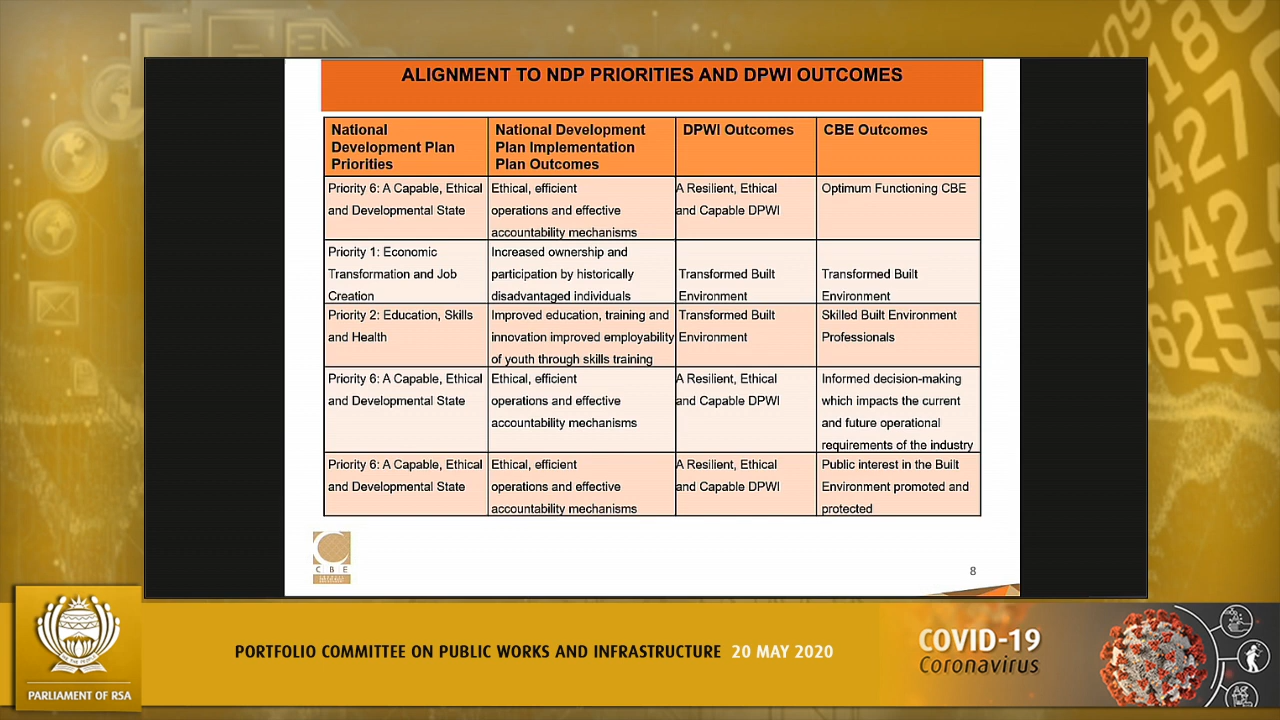 ALIGNMENT TO NDP PRIORITIES AND DPWI OUTCOMES
National
Development Plan
Priorities
National Development
Plan Implementation
Plan Outcomes
DPWI Outcomes
CBE Outcomes
Priority 6: A Capable, Ethical
and Developmental State
Ethical, efficient
operations and effective
accountability mechanisms
A Resilient, Ethical
and Capable DPWI
Optimum Functioning CBE
Priority 1: Economic
Transformation and Job
Creation
Increased ownership and
participation by historically
disadvantaged individuals
Transformed Built
Environment
Transformed Built
Environment
Priority 2: Education, Skills
and Health
Improved education, training and
innovation improved employability
of youth through skills training
Transformed Built
Environment
Skilled Built Environment
Professionals
Priority 6: A Capable, Ethical
and Developmental State
Ethical, efficient
operations and effective
accountability mechanisms
A Resilient, Ethical
and Capable DPWI
Informed decision-making
which impacts the current
and future operational
requirements of the industry
Priority 6: A Capable, Ethical
and Developmental State
Ethical, efficient
operations and effective
accountability mechanisms
A Resilient, Ethical
and Capable DPWI
Public interest in the Built
Environment promoted and
protected
C B E
8
PARLIAMENT OF RSA
PORTFOLIO COMMITTEE ON PUBLIC WORKS AND INFRASTRUCTURE 20 MAY 2020
COVID-19
Coronavirus